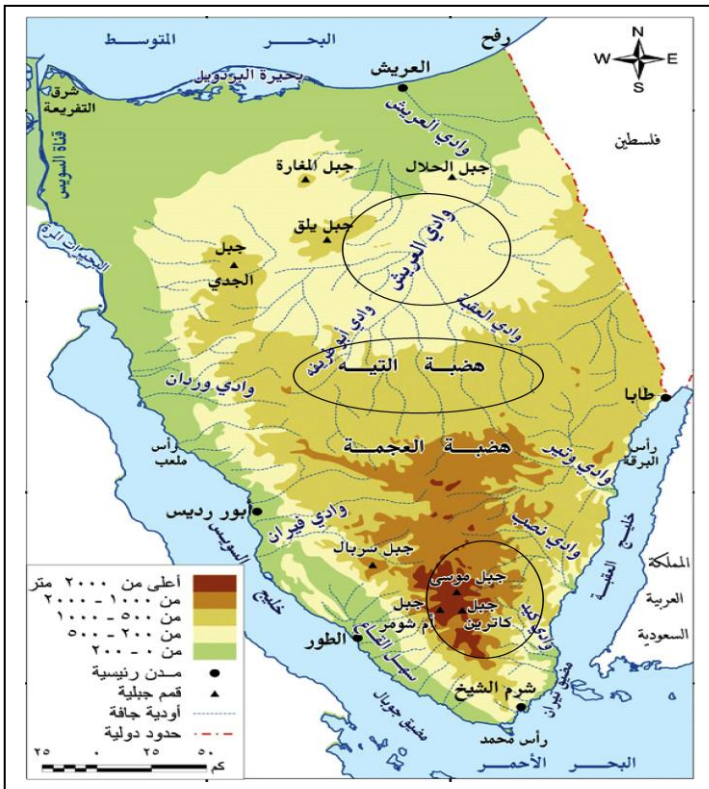 البحر المتوسط
رفح
N
W E
S
بحيرة البردويل
العريش
شرق
التفريعة
وادي العريش
فلسطين
قناة السويس
جبل المغارة
جبل الحلال
جبل يلق
وادي العريش
البحيرات المرة
جبل
الجدي
وادي العقبة
وادي أبو طريفة
هضبة التيه
وادي وردان
طابا
هضبة العجمة
رأس
ملعب
رأس
البرقة
وادي وتير
أبور رديس
وادي فيران
وادي نصب
خليج العقبة
خليج السويس
جبل سربال
المملكة
العربية
السعودية
جبل موسى
جبل
أم شومر
جبل
كاترين
وادي كيد
الطور
سهل القاع
مضيق جوبال
شرم الشيخ
مضيق تيران
رأس محمد
البحر الأحمر
أعلى من ٢٠٠٠ متر
من ١٠٠٠ - ٢٠٠٠
من ٥٠٠ - ١٠٠٠
من ٢٠٠ - ٥٠٠
من ٠ - ٢٠٠
مدن رئيسية
قمم جبلية
أودية جافة
حدود دولية
٢٥ ٠ ٢٥ ٥٠ كم